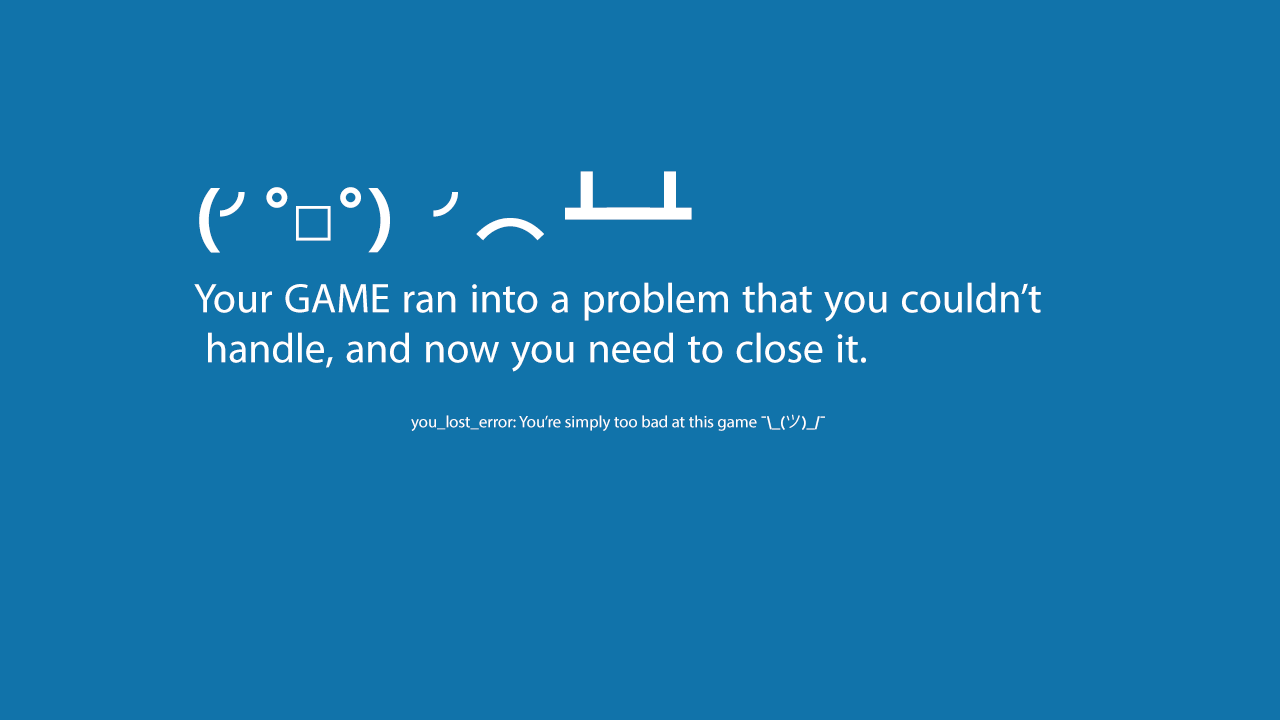 (╯°□°)╯︵ ┻━┻
Your GAME ran into a problem that you couldn’t
handle, and now you need to close it.
you_lost_error: You’re simply too bad at this game ¯\_(ツ)_/¯